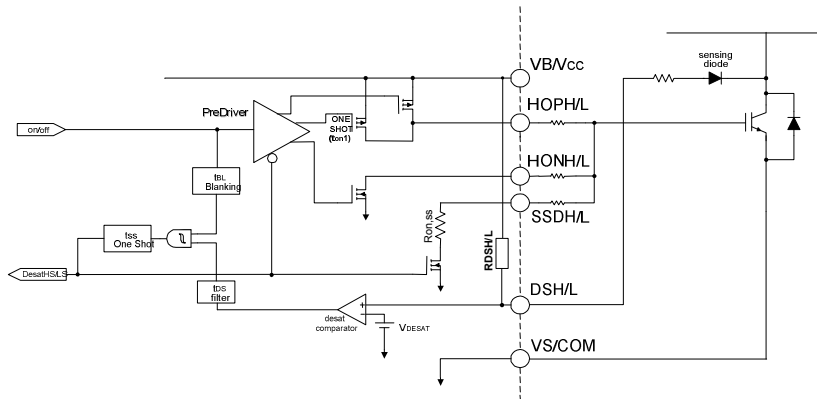 sensing
diode
VB/Vcc
HOPH/L
PreDriver
ONE
SHOT
(ton1)
on/off
tBL
Blanking
HONH/L
SSDH/L
Ron,ss
tss
One Shot
RDSH/L
DesatHS/LS
tDS
filter
DSH/L
desat
comparator
VDESAT
VS/COM